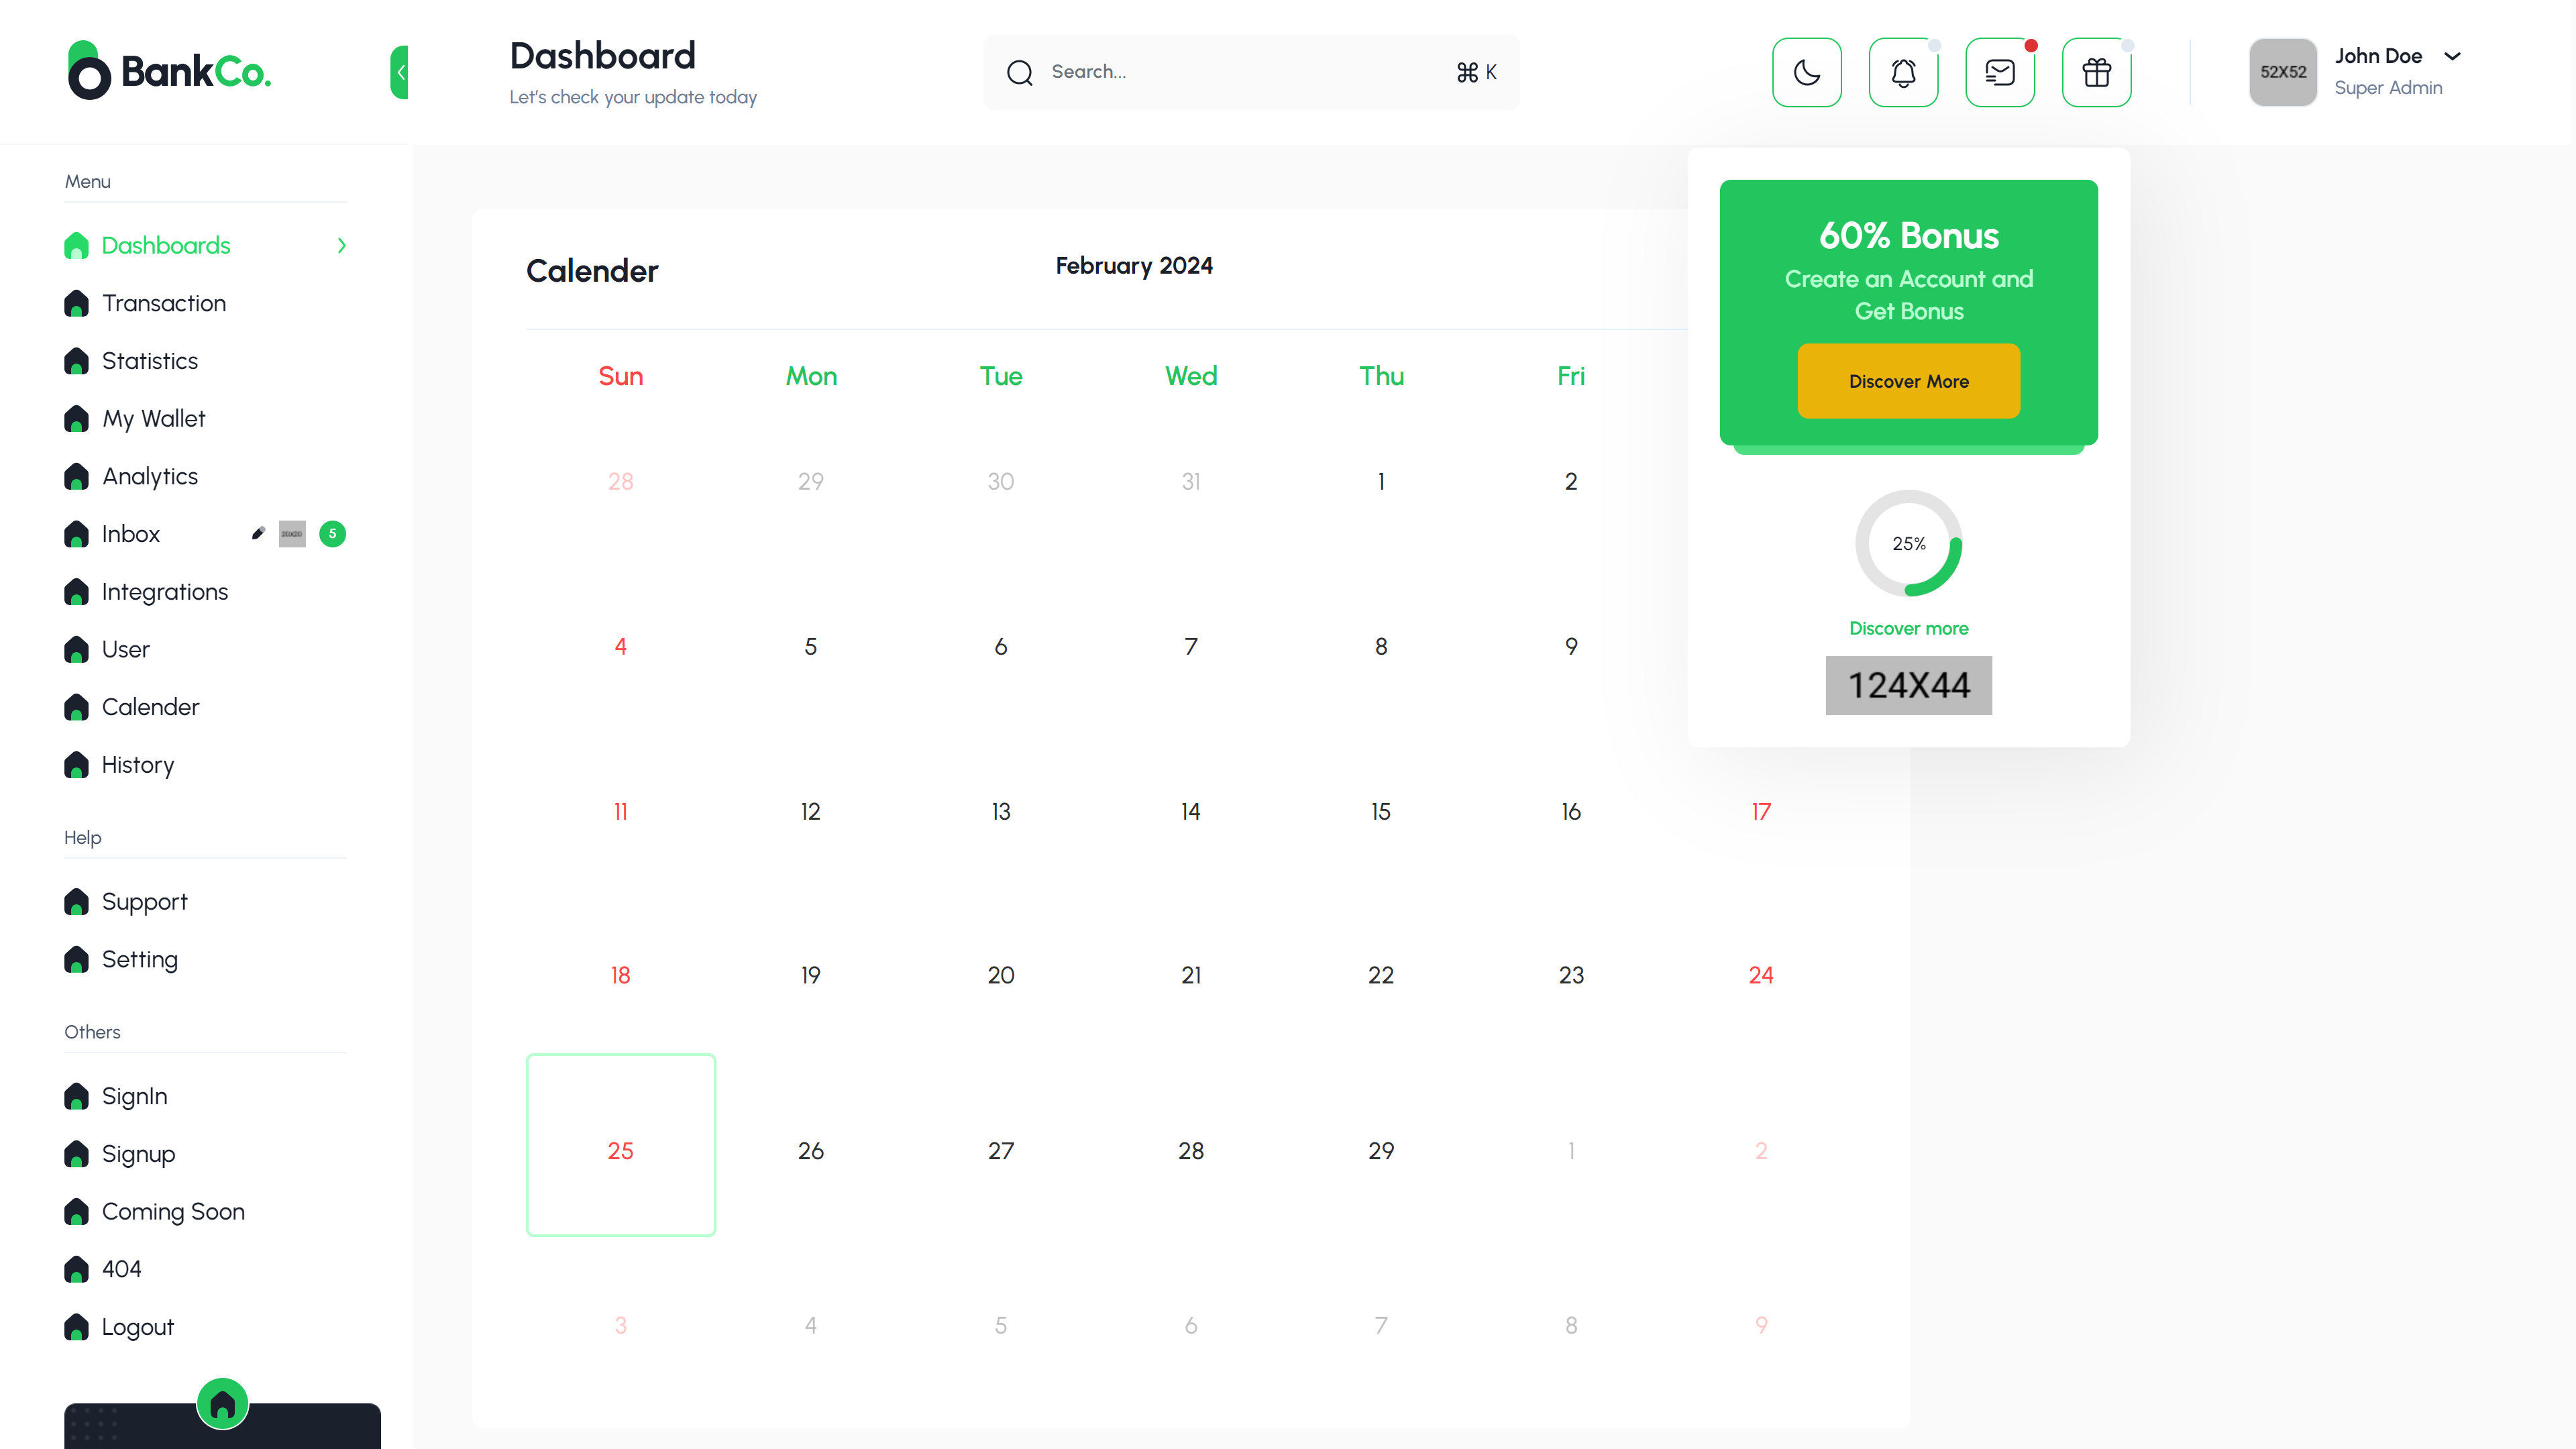 BankCo.
Dashboard
Let's check your update today
Search...
⌘ K
52X52
John Doe
Super Admin
Menu
Dashboards
Transaction
Statistics
My Wallet
Analytics
Inbox
20x20
5
Integrations
User
Calender
History
Help
Support
Setting
Others
SignIn
Signup
Coming Soon
404
Logout
Calender
February 2024
Sun Mon Tue Wed Thu Fri
28 29 30 31 1 2
4 5 6 7 8 9
11 12 13 14 15 16 17
18 19 20 21 22 23 24
25 26 27 28 29 1 2
3 4 5 6 7 8 9
60% Bonus
Create an Account and
Get Bonus
Discover More
25%
Discover more
124X44